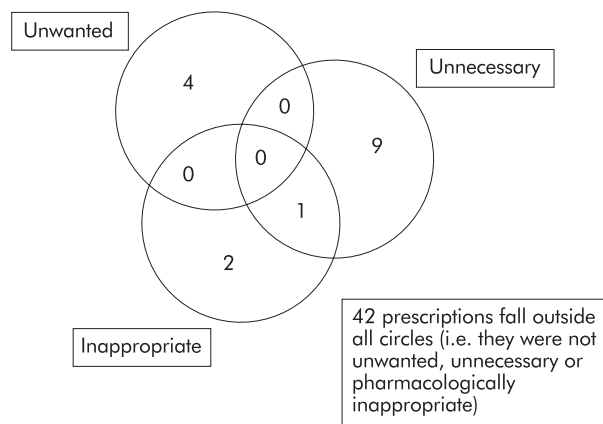 Unwanted
Unnecessary
4
0
9
0
0
1
2
Inappropriate
42 prescriptions fall outside
all circles (i.e. they were not
unwanted, unnecessary or
pharmacologically
inappropriate)